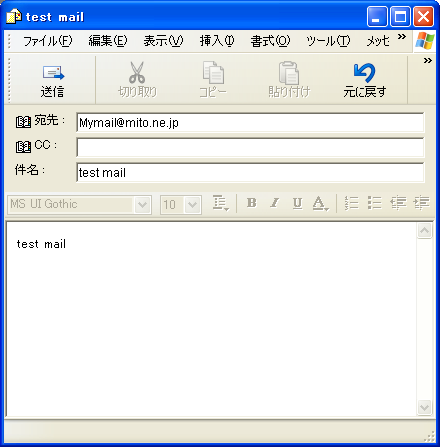 test mail
ファイル(F) 編集(E) 表示(V) 挿入(I) 書式(O) ツール(T) メッセ »
送信 切り取り コピー 貼り付け 元に戻す »
宛先: Mymail@mito.ne.jp
CC:
件名: test mail
MS UI Gothic 10 B I U A
test mail